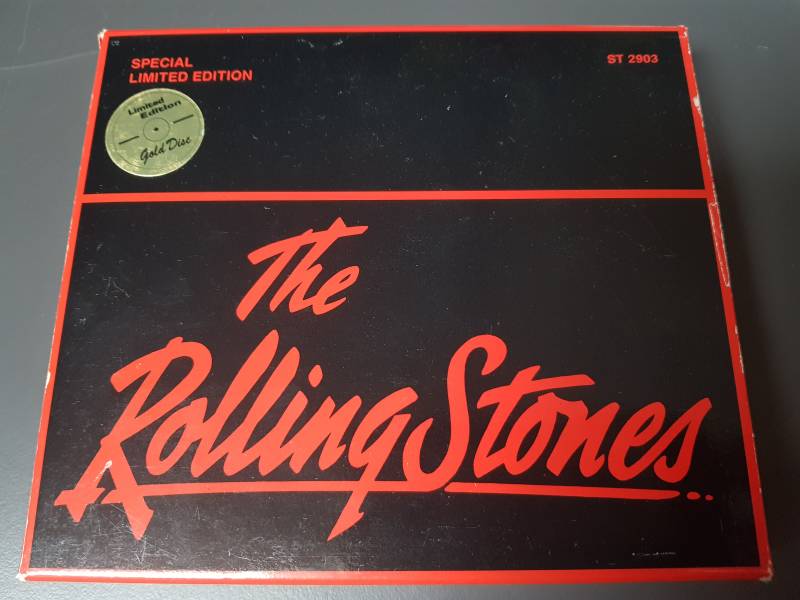 SPECIAL
LIMITED EDITION
ST 2903
Limited
Edition
Gold Disc
The
Rolling Stones...